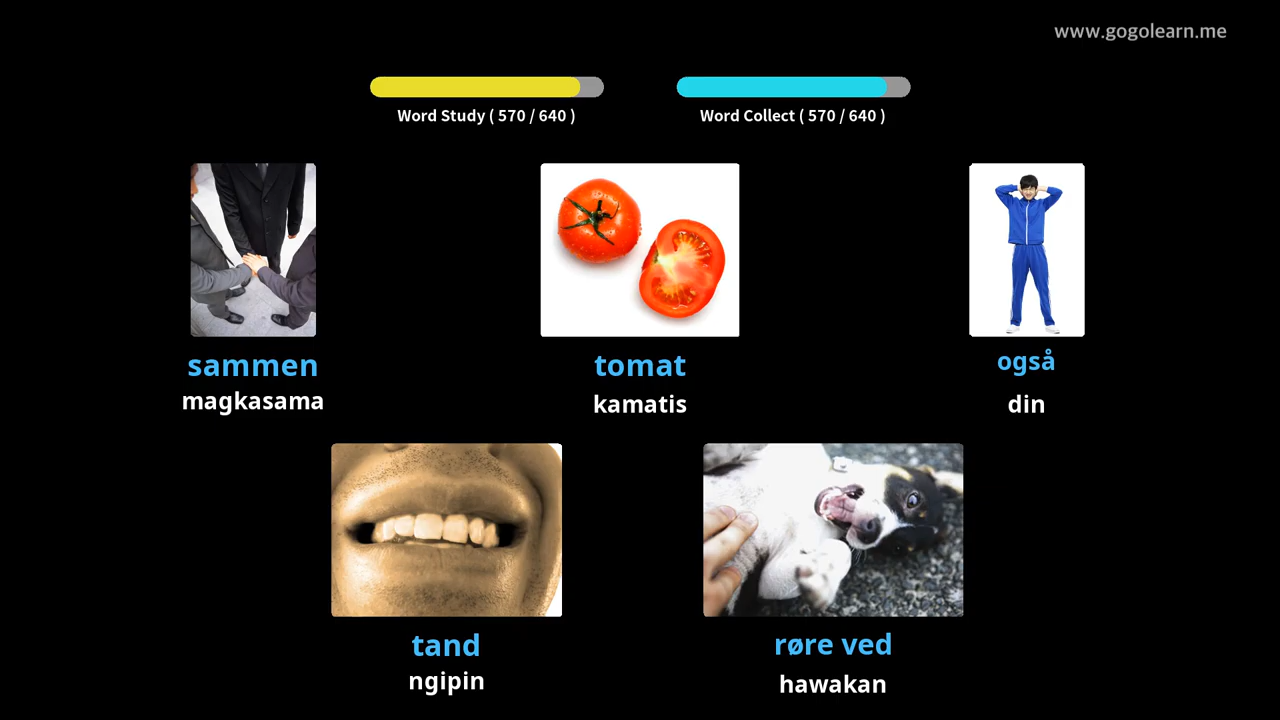 www.gogolearn.me
Word Study ( 570 / 640 )
Word Collect ( 570 / 640 )
sammen
magkasama
tomat
kamatis
også
din
tand
ngipin
røre ved
hawakan